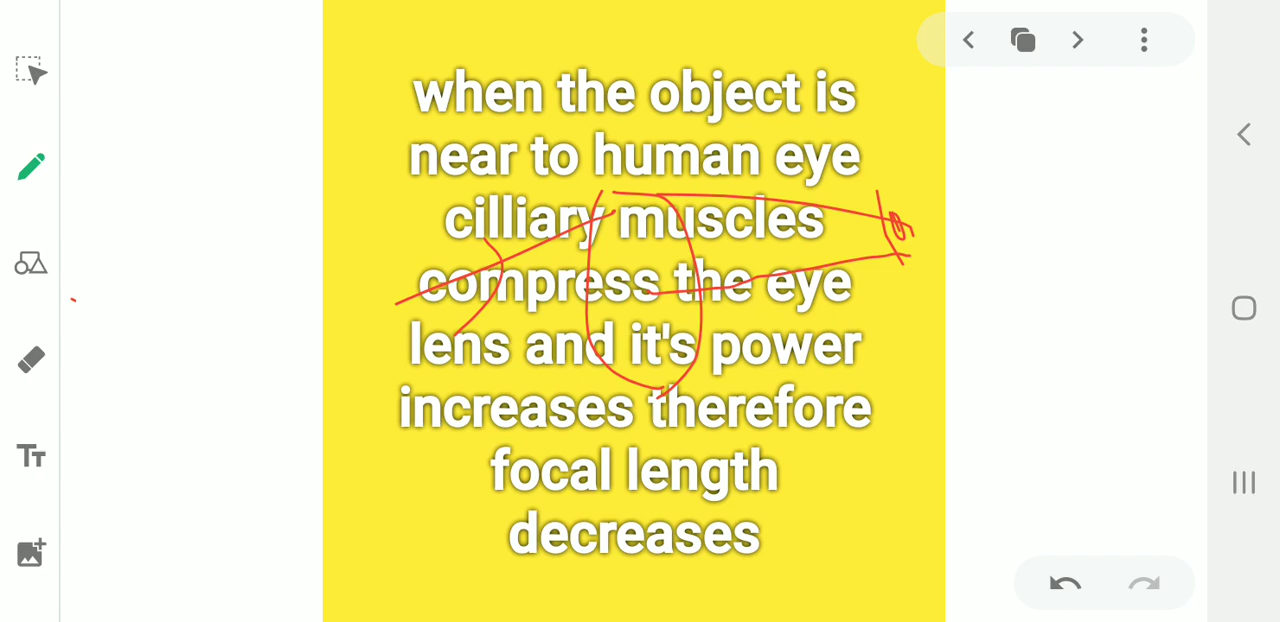 when the object is
near to human eye
cilliary muscles
compress the eye
lens and it's power
increases therefore
focal length
decreases